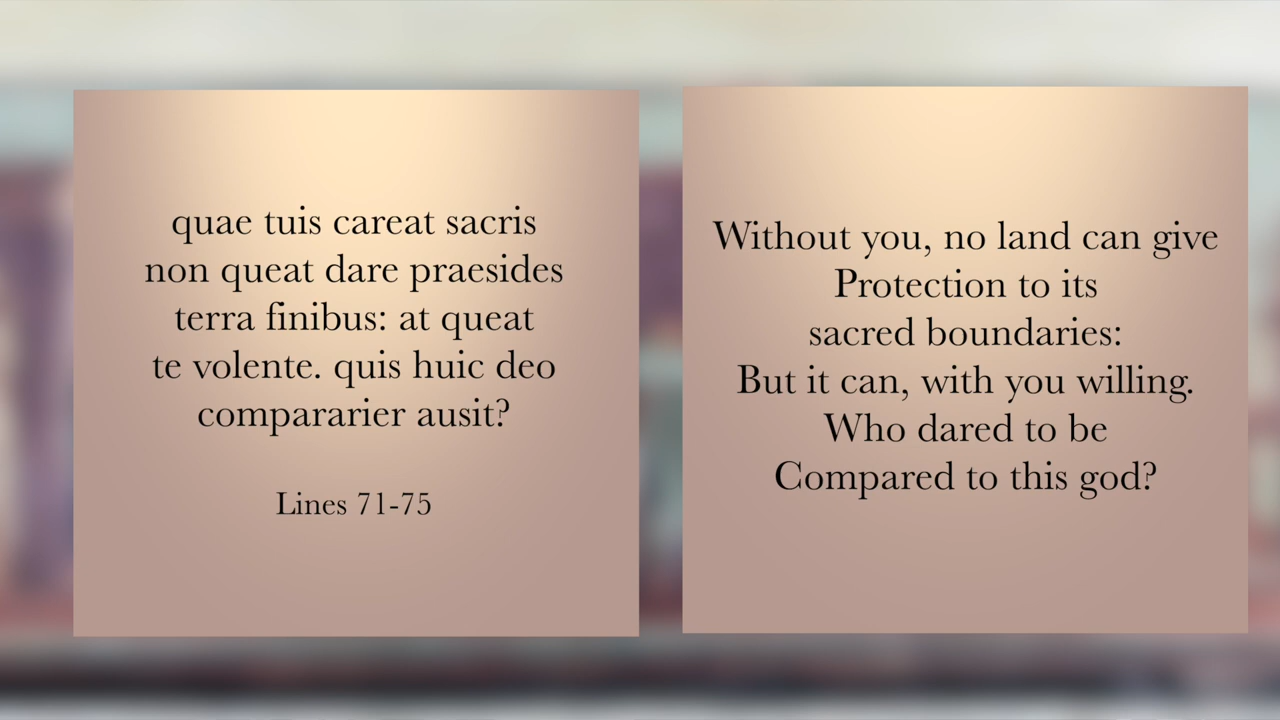 quae tuis careat sacris
non queat dare praesides
terra finibus: at queat
te volente. quis huic deo
compararier ausit?
Lines 71-75
Without you, no land can give
Protection to its
sacred boundaries:
But it can, with you willing.
Who dared to be
Compared to this god?